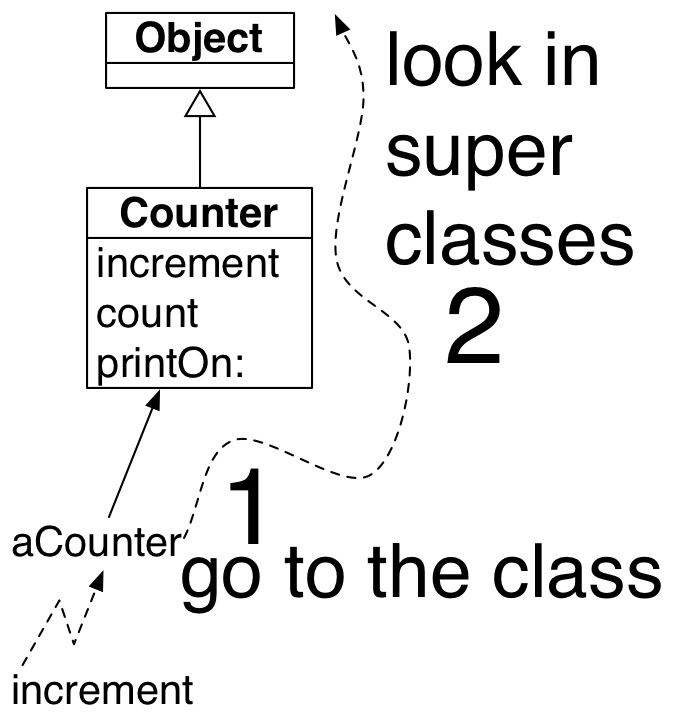 Object
look in
super
classes
2
Counter
increment
count
printOn:
1
aCounter
go to the class
increment